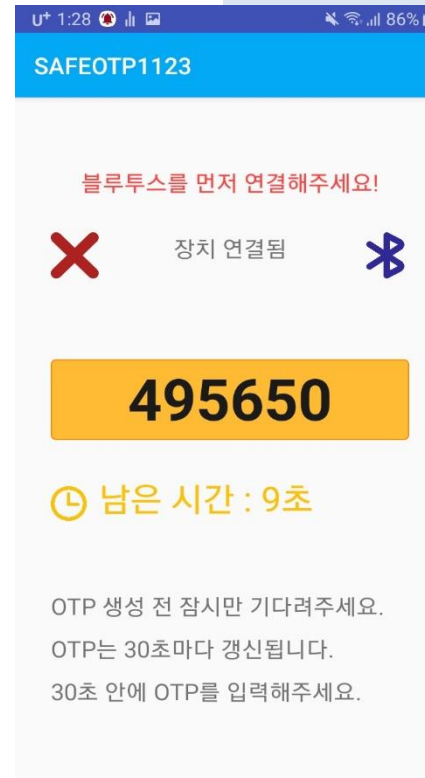 U+ 1:28 86%
SAFEOTP1123
블루투스를 먼저 연결해주세요!
장치 연결됨
495650
남은 시간 : 9초
OTP 생성 전 잠시만 기다려주세요.
OTP는 30초마다 갱신됩니다.
30초 안에 OTP를 입력해주세요.